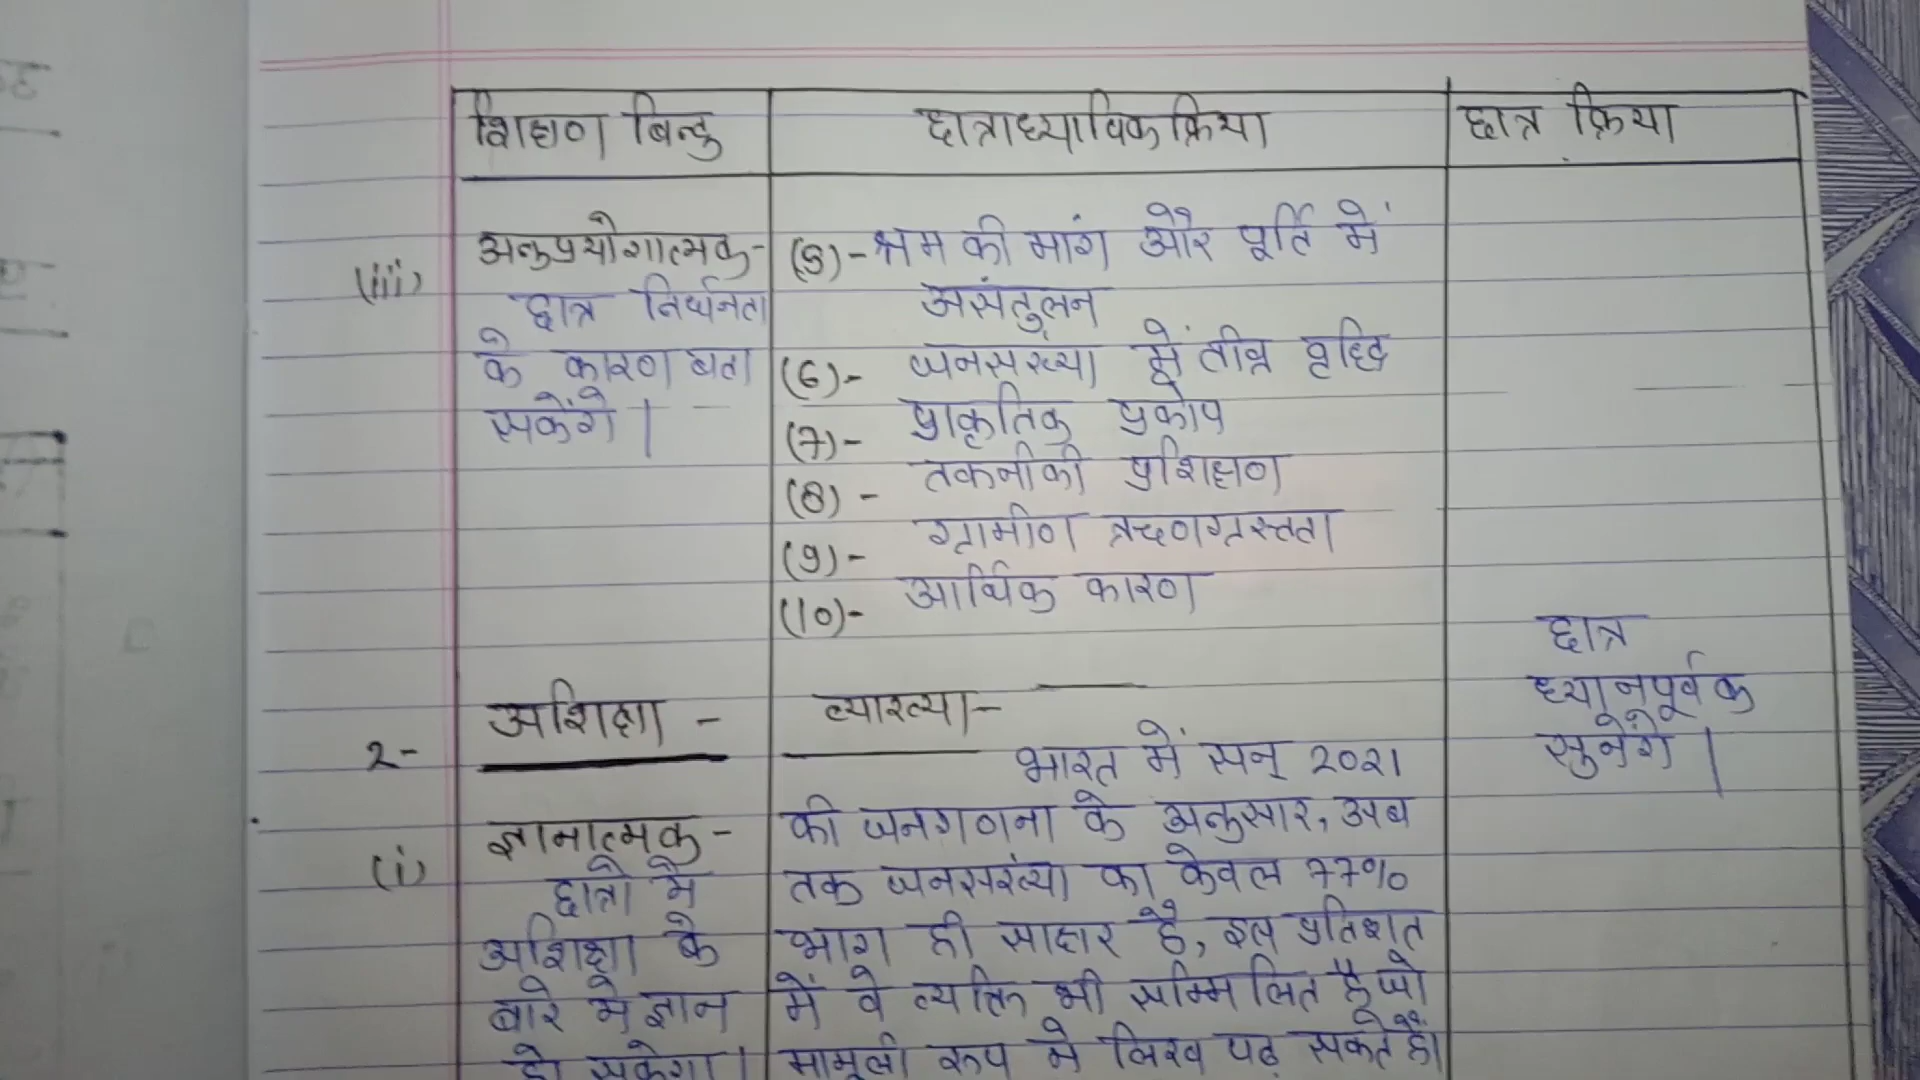 शिक्षण बिन्दु छात्राध्यापिका क्रिया छात्र क्रिया
(iii) अनुप्रयोगात्मक- (5)- श्रम की मांग और पूर्ति में
छात्र निर्धनता असंतुलन
के कारण बता (6)- जनसंख्या में तीव्र वृद्धि
सकेंगे। (7)- प्राकृतिक प्रकोप
(8)- तकनीकी प्रशिक्षण
(9)- ग्रामीण ऋणग्रस्तता
(10)- आर्थिक कारण
छात्र
ध्यानपूर्वक
सुनेंगे।
2- अशिक्षा - व्याख्या-
भारत में सन् 2021
(i) ज्ञानात्मक- की जनगणना के अनुसार, अब
छात्रो मे तक जनसंख्या का केवल 77%
अशिक्षा के भाग ही साक्षर है, इस प्रतिशत
बारे मे ज्ञान में वे व्यक्ति भी सम्मिलित है जो
हो सकेगा। मामूली रूप मे लिख पढ़ सकते हैं।